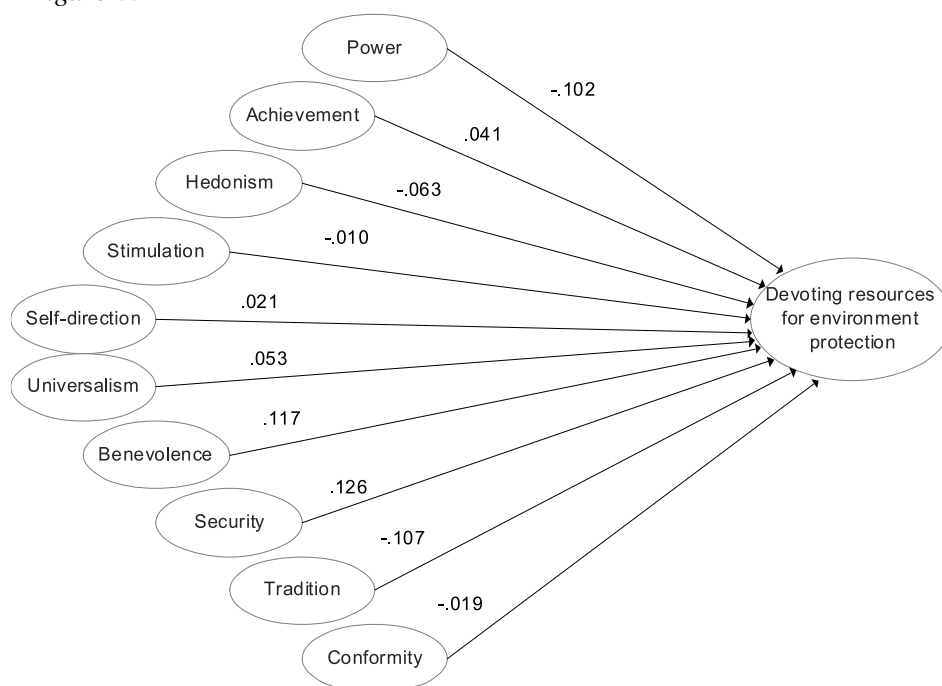 Power
-.102
Achievement
.041
Hedonism
-.063
Stimulation
-.010
Self-direction
.021
Devoting resources
for environment
protection
Universalism
.053
Benevolence
.117
Security
.126
Tradition
-.107
Conformity
-.019